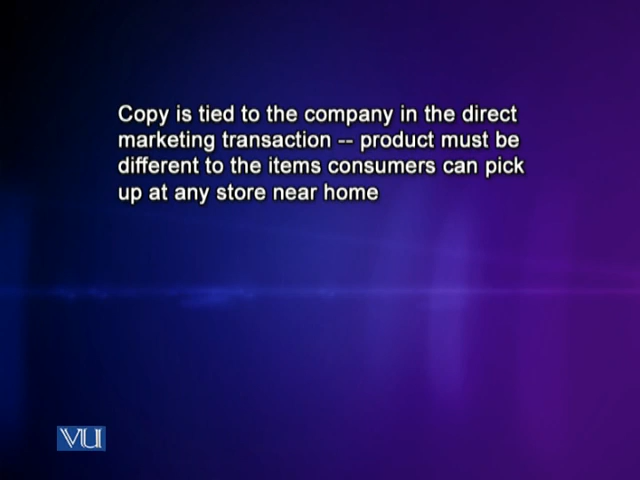 Copy is tied to the company in the direct
marketing transaction -- product must be
different to the items consumers can pick
up at any store near home
VU